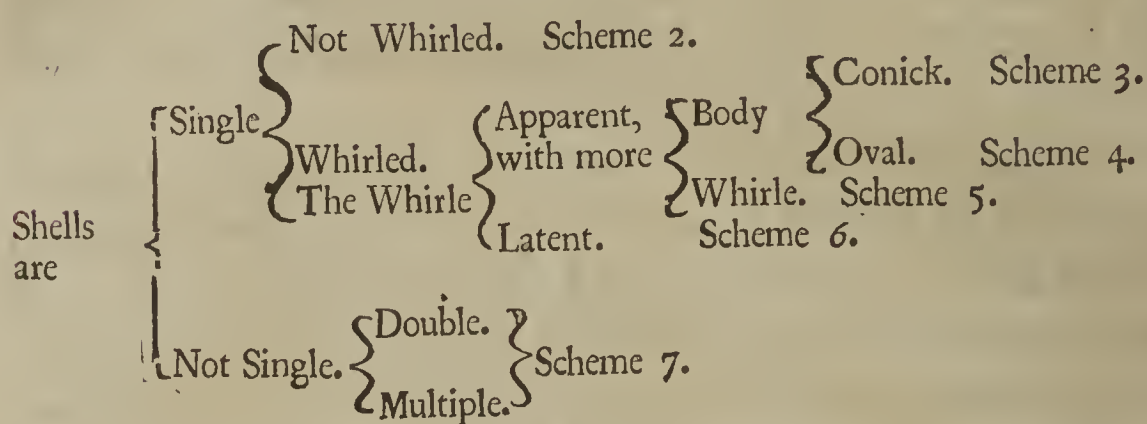 Not Whirled. Scheme 2.
Conick. Scheme 3.
Single
Apparent,
with more
Body
Whirled.
The Whirle
Oval. Scheme 4.
Whirle. Scheme 5.
Shells
are
Latent.
Scheme 6.
Double.
Not Single.
Scheme 7.
Multiple.